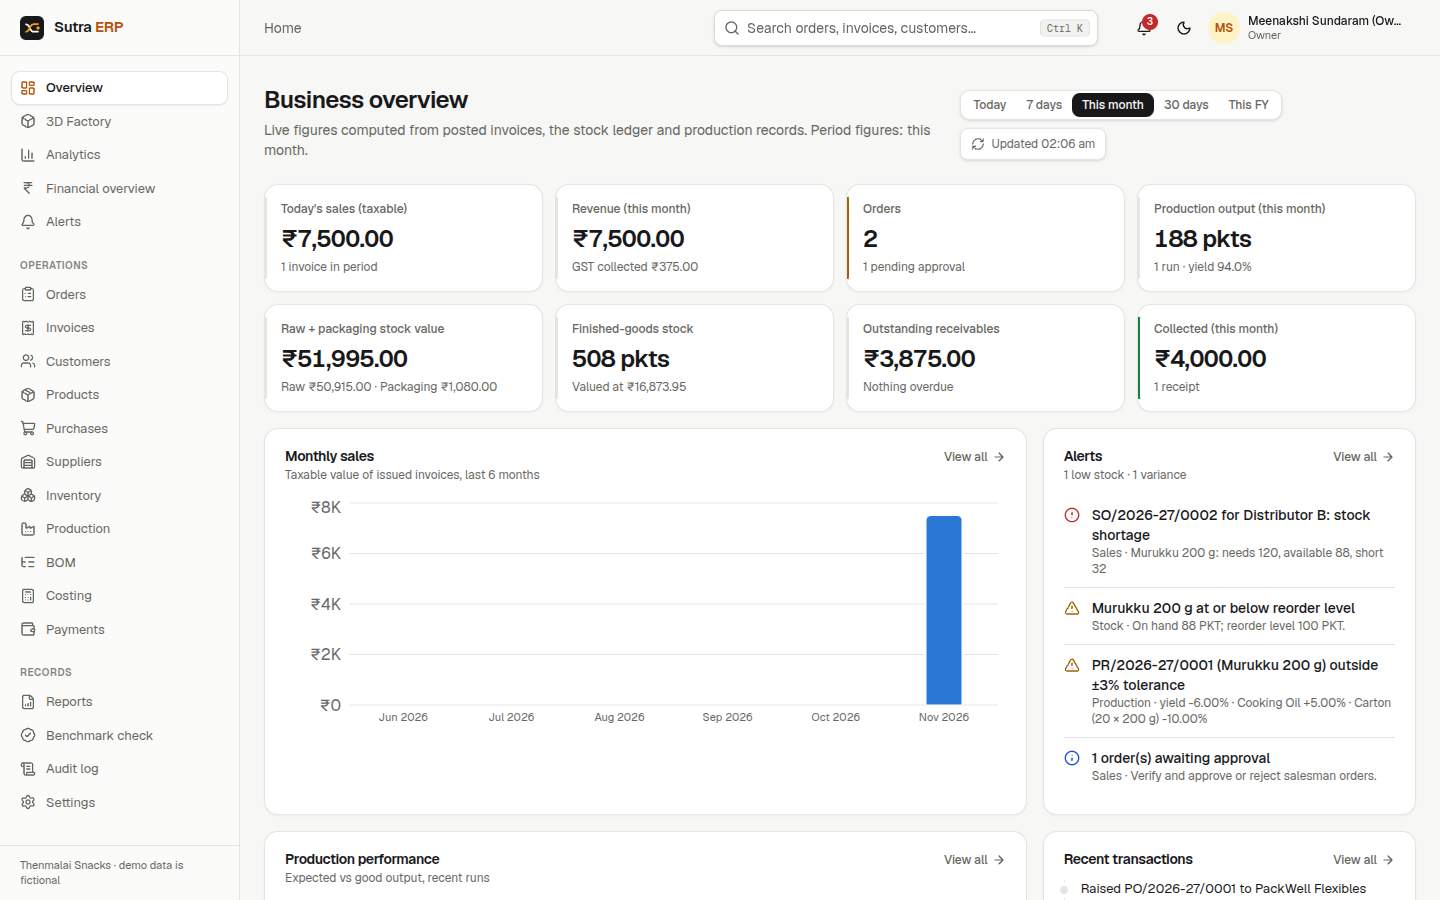 Sutra ERP
Home
Search orders, invoices, customers...
Ctrl K
3
MS
Meenakshi Sundaram (Ow...
Owner
Overview
3D Factory
Analytics
Financial overview
Alerts
OPERATIONS
Orders
Invoices
Customers
Products
Purchases
Suppliers
Inventory
Production
BOM
Costing
Payments
RECORDS
Reports
Benchmark check
Audit log
Settings
Thenmalai Snacks · demo data is
fictional
Business overview
Live figures computed from posted invoices, the stock ledger and production records. Period figures: this
month.
Today
7 days
This month
30 days
This FY
Updated 02:06 am
Today's sales (taxable)
₹7,500.00
1 invoice in period
Revenue (this month)
₹7,500.00
GST collected ₹375.00
Orders
2
1 pending approval
Production output (this month)
188 pkts
1 run · yield 94.0%
Raw + packaging stock value
₹51,995.00
Raw ₹50,915.00 · Packaging ₹1,080.00
Finished-goods stock
508 pkts
Valued at ₹16,873.95
Outstanding receivables
₹3,875.00
Nothing overdue
Collected (this month)
₹4,000.00
1 receipt
Monthly sales
View all
Taxable value of issued invoices, last 6 months
₹8K
₹6K
₹4K
₹2K
₹0
Jun 2026
Jul 2026
Aug 2026
Sep 2026
Oct 2026
Nov 2026
Alerts
View all
1 low stock · 1 variance
SO/2026-27/0002 for Distributor B: stock
shortage
Sales · Murukku 200 g: needs 120, available 88, short
32
Murukku 200 g at or below reorder level
Stock · On hand 88 PKT; reorder level 100 PKT.
PR/2026-27/0001 (Murukku 200 g) outside
±3% tolerance
Production · yield -6.00% · Cooking Oil +5.00% · Carton
(20 × 200 g) -10.00%
1 order(s) awaiting approval
Sales · Verify and approve or reject salesman orders.
Production performance
View all
Expected vs good output, recent runs
Recent transactions
View all
Raised PO/2026-27/0001 to PackWell Flexibles